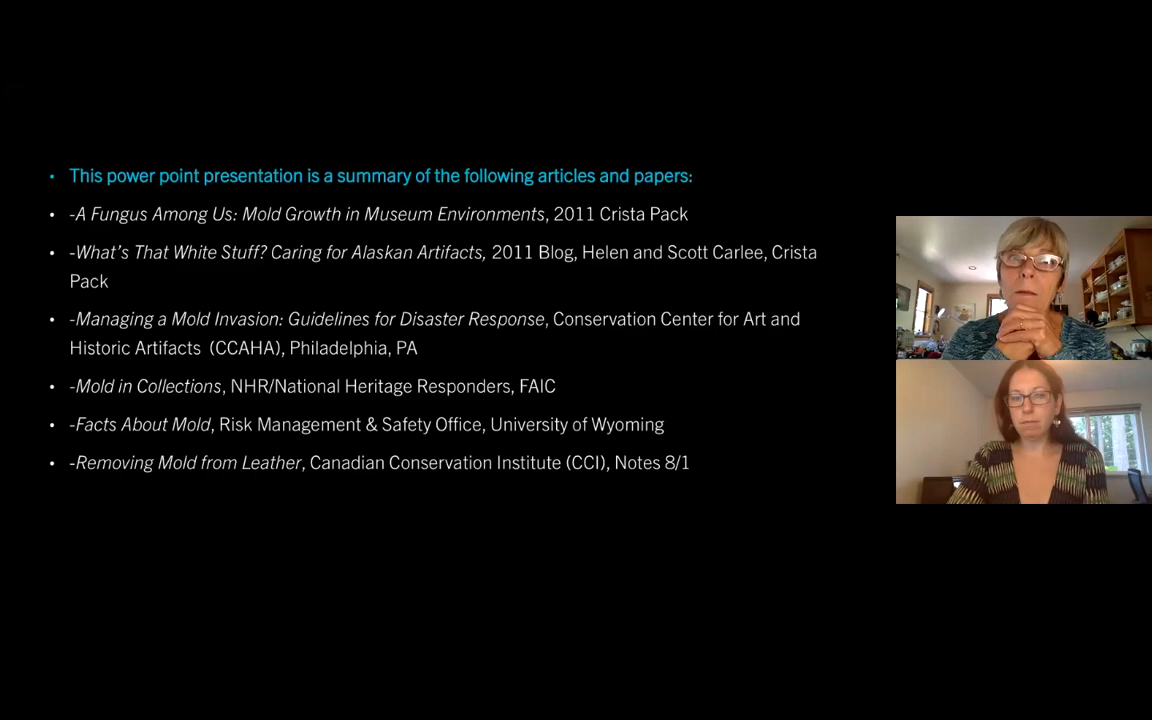 • This power point presentation is a summary of the following articles and papers:
• -A Fungus Among Us: Mold Growth in Museum Environments, 2011 Crista Pack
• -What's That White Stuff? Caring for Alaskan Artifacts, 2011 Blog, Helen and Scott Carlee, Crista
Pack
• -Managing a Mold Invasion: Guidelines for Disaster Response, Conservation Center for Art and
Historic Artifacts (CCAHA), Philadelphia, PA
• -Mold in Collections, NHR/National Heritage Responders, FAIC
• -Facts About Mold, Risk Management & Safety Office, University of Wyoming
• -Removing Mold from Leather, Canadian Conservation Institute (CCI), Notes 8/1